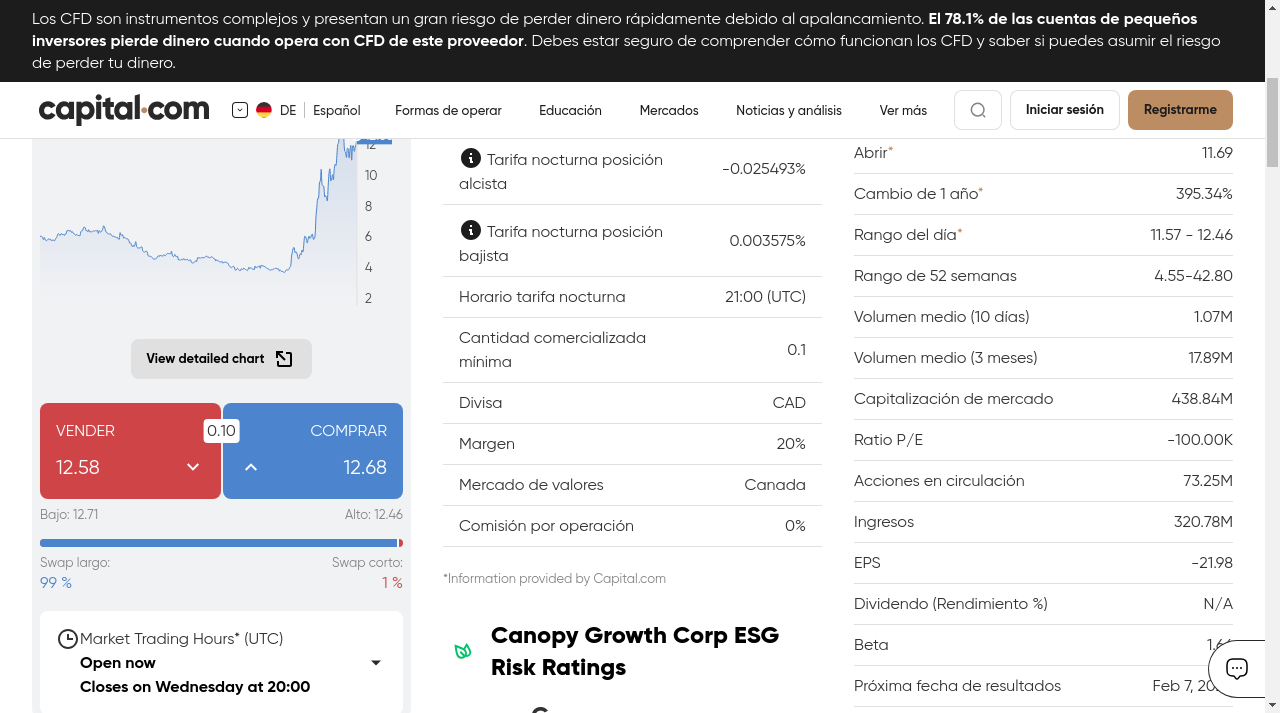 Los CFD son instrumentos complejos y presentan un gran riesgo de perder dinero rápidamente debido al apalancamiento. El 78.1% de las cuentas de pequeños
inversores pierde dinero cuando opera con CFD de este proveedor. Debes estar seguro de comprender cómo funcionan los CFD y saber si puedes asumir el riesgo
de perder tu dinero.
capital.com
DE
Español
Formas de operar
Educación
Mercados
Noticias y análisis
Ver más
Iniciar sesión
Registrarme
12
10
8
6
4
2
View detailed chart
VENDER
0.10
COMPRAR
12.58
12.68
Bajo: 12.71
Alto: 12.46
Swap largo:
Swap corto:
99 %
1 %
Market Trading Hours* (UTC)
Open now
Closes on Wednesday at 20:00
Tarifa nocturna posición
alcista
-0.025493%
Tarifa nocturna posición
bajista
0.003575%
Horario tarifa nocturna
21:00 (UTC)
Cantidad comercializada
mínima
0.1
Divisa
CAD
Margen
20%
Mercado de valores
Canada
Comisión por operación
0%
*Information provided by Capital.com
Canopy Growth Corp ESG
Risk Ratings
Abrir*
11.69
Cambio de 1 año*
395.34%
Rango del día*
11.57 - 12.46
Rango de 52 semanas
4.55-42.80
Volumen medio (10 días)
1.07M
Volumen medio (3 meses)
17.89M
Capitalización de mercado
438.84M
Ratio P/E
-100.00K
Acciones en circulación
73.25M
Ingresos
320.78M
EPS
-21.98
Dividendo (Rendimiento %)
N/A
Beta
Próxima fecha de resultados
Feb 7,